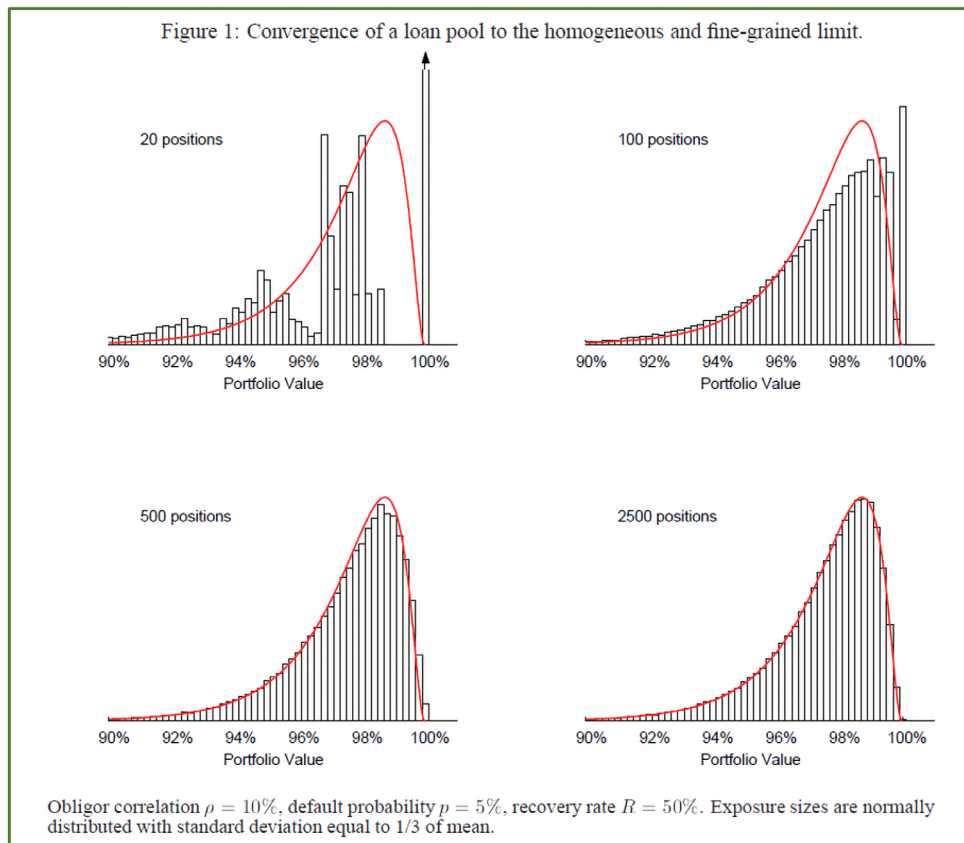 Figure 1: Convergence of a loan pool to the homogeneous and fine-grained limit.
20 positions
90% 92% 94% 96% 98% 100%
Portfolio Value
100 positions
90% 92% 94% 96% 98% 100%
Portfolio Value
500 positions
90% 92% 94% 96% 98% 100%
Portfolio Value
2500 positions
90% 92% 94% 96% 98% 100%
Portfolio Value
Obligor correlation ρ = 10%, default probability p = 5%, recovery rate R = 50%. Exposure sizes are normally
distributed with standard deviation equal to 1/3 of mean.